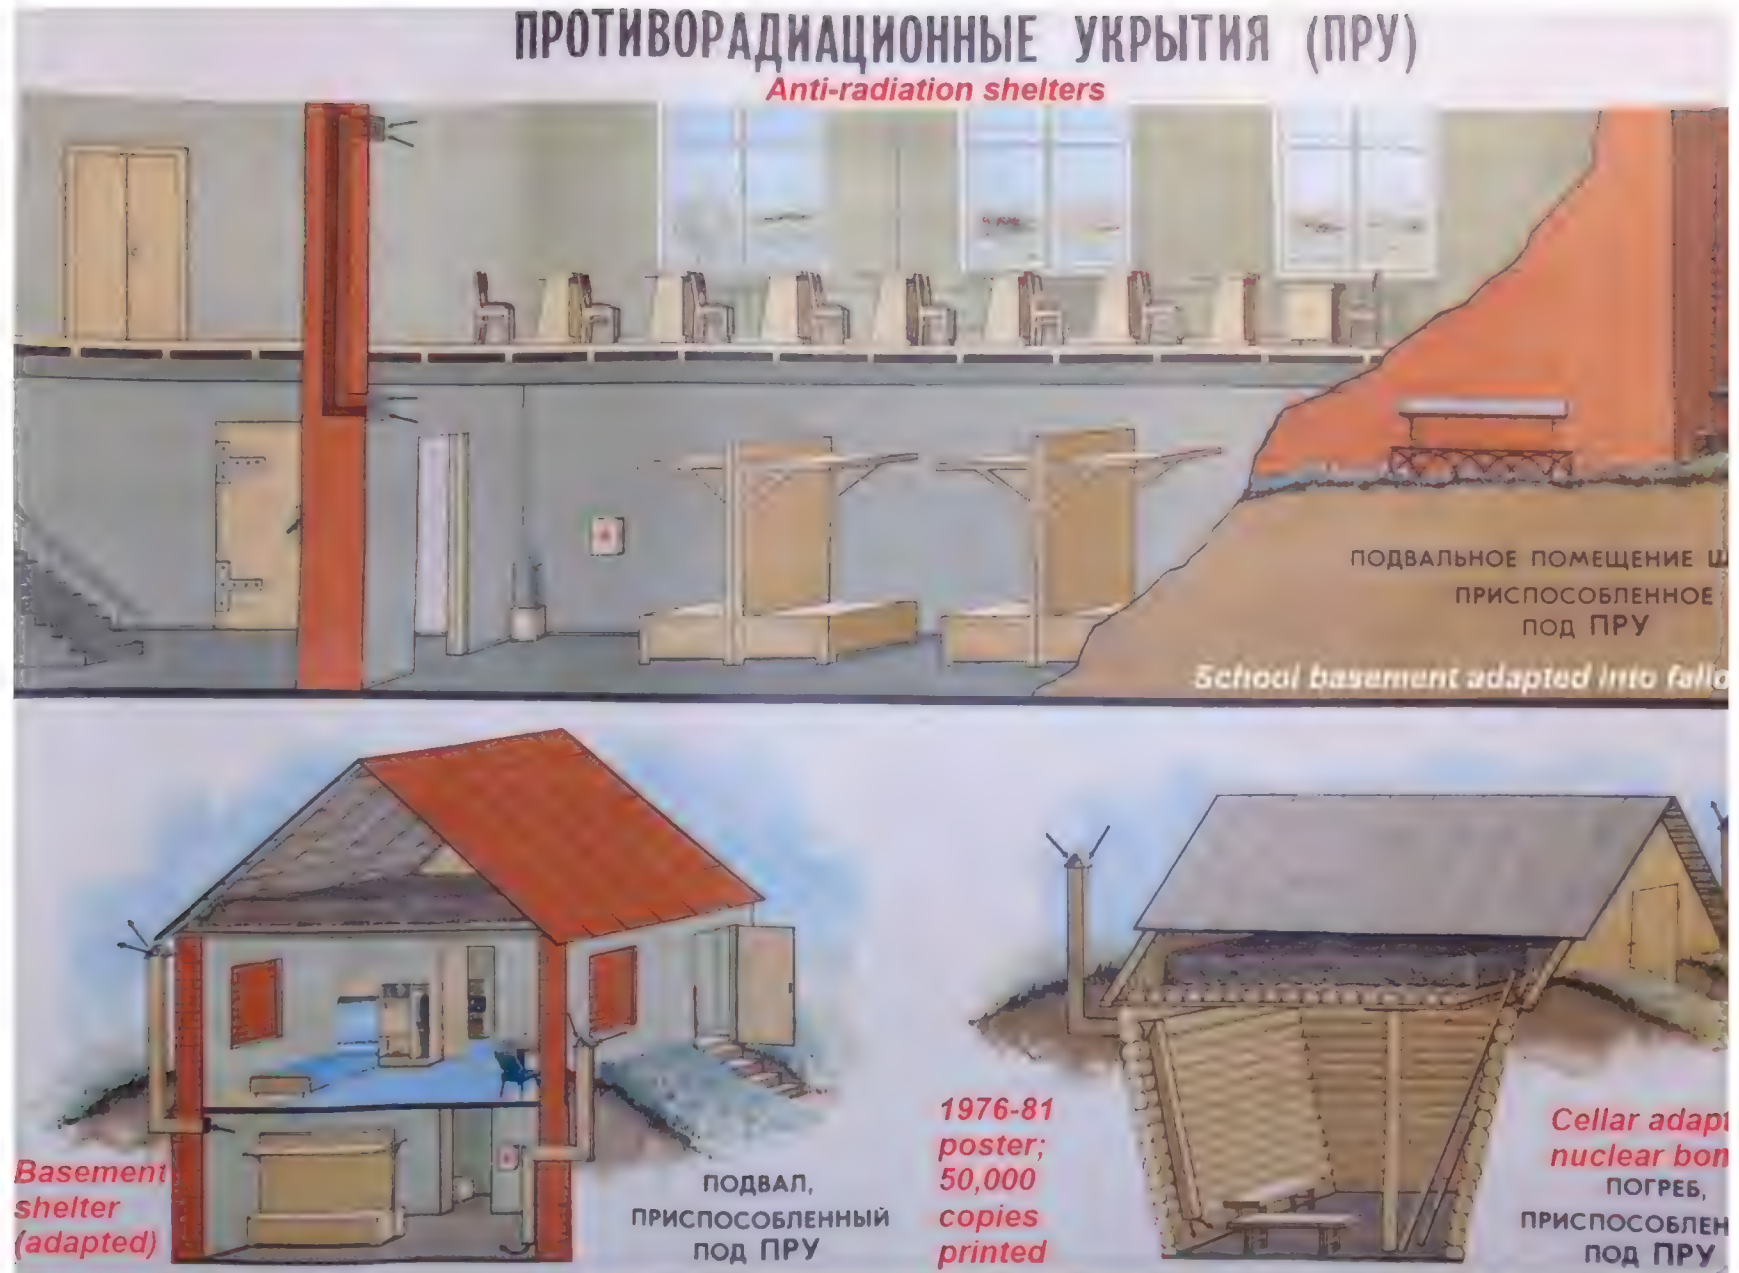 ПРОТИВОРАДИАЦИОННЫЕ УКРЫТИЯ (ПРУ)
Anti-radiation shelters
ПОДВАЛЬНОЕ ПОМЕЩЕНИЕ
ПРИСПОСОБЛЕННОЕ
ПОД ПРУ
School basement adapted into
Basement
shelter
(adapted)
ПОДВАЛ,
ПРИСПОСОБЛЕННЫЙ
ПОД ПРУ
1976-81
poster;
50,000
copies
printed
Cellar
nuclear
ПОГРЕБ,
ПОД ПРУ